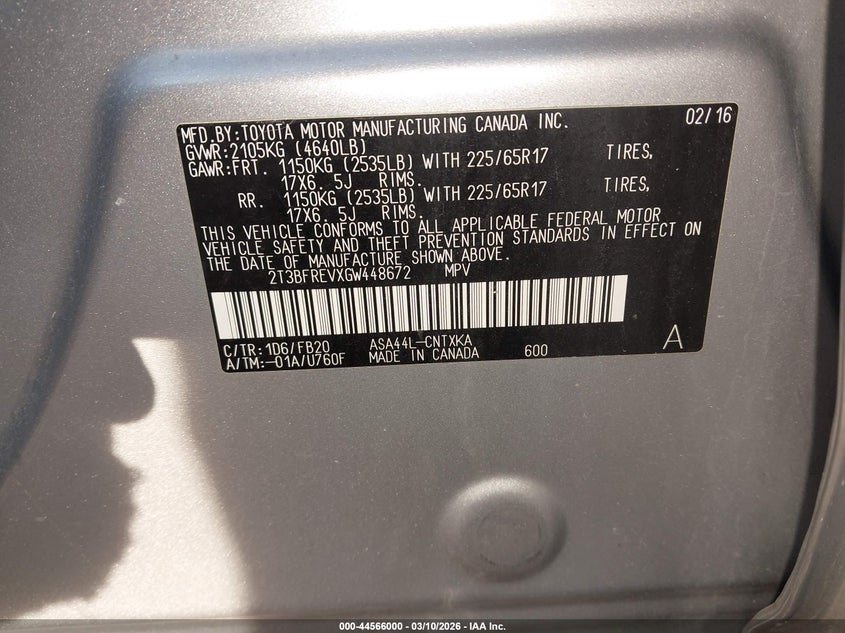 MFD.BY:TOYOTA MOTOR MANUFACTURING CANADA INC. 02/16
GVWR:2105KG (4640LB)
GAWR:FRT. 1150KG (2535LB) WITH 225/65R17 TIRES,
17X6.5J RIMS.
RR. 1150KG (2535LB) WITH 225/65R17 TIRES,
17X6.5J RIMS.
THIS VEHICLE CONFORMS TO ALL APPLICABLE FEDERAL MOTOR
VEHICLE SAFETY AND THEFT PREVENTION STANDARDS IN EFFECT ON
THE DATE OF MANUFACTURE SHOWN ABOVE.
2T3BFREVXGW448672 MPV
C/TR:1D6/FB20 ASA44L-CNTXKA A
A/TM:-01A/U760F MADE IN CANADA 600
000-44566000 - 03/10/2026 - IAA Inc.